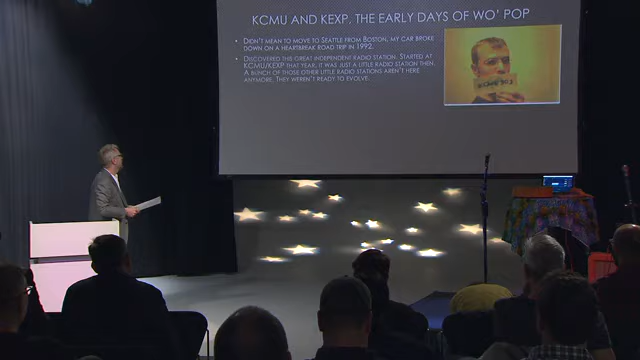 KCMU AND KEXP, THE EARLY DAYS OF WO' POP
• DIDN'T MEAN TO MOVE TO SEATTLE FROM BOSTON, MY CAR BROKE
DOWN ON A HEARTBREAK ROAD TRIP IN 1992.
• DISCOVERED THIS GREAT INDEPENDENT RADIO STATION. STARTED AT
KCMU/KEXP THAT YEAR, IT WAS JUST A LITTLE RADIO STATION THEN.
A BUNCH OF THOSE OTHER LITTLE RADIO STATIONS AREN'T HERE
ANYMORE. THEY WEREN'T READY TO EVOLVE.